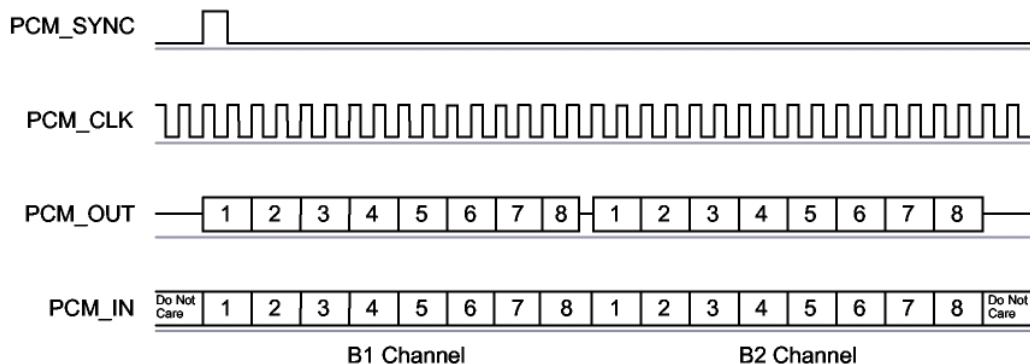 PCM_SYNC
PCM_CLK
PCM_OUT 1 2 3 4 5 6 7 8 1 2 3 4 5 6 7 8
PCM_IN Do Not Care 1 2 3 4 5 6 7 8 1 2 3 4 5 6 7 8 Do Not Care
B1 Channel B2 Channel